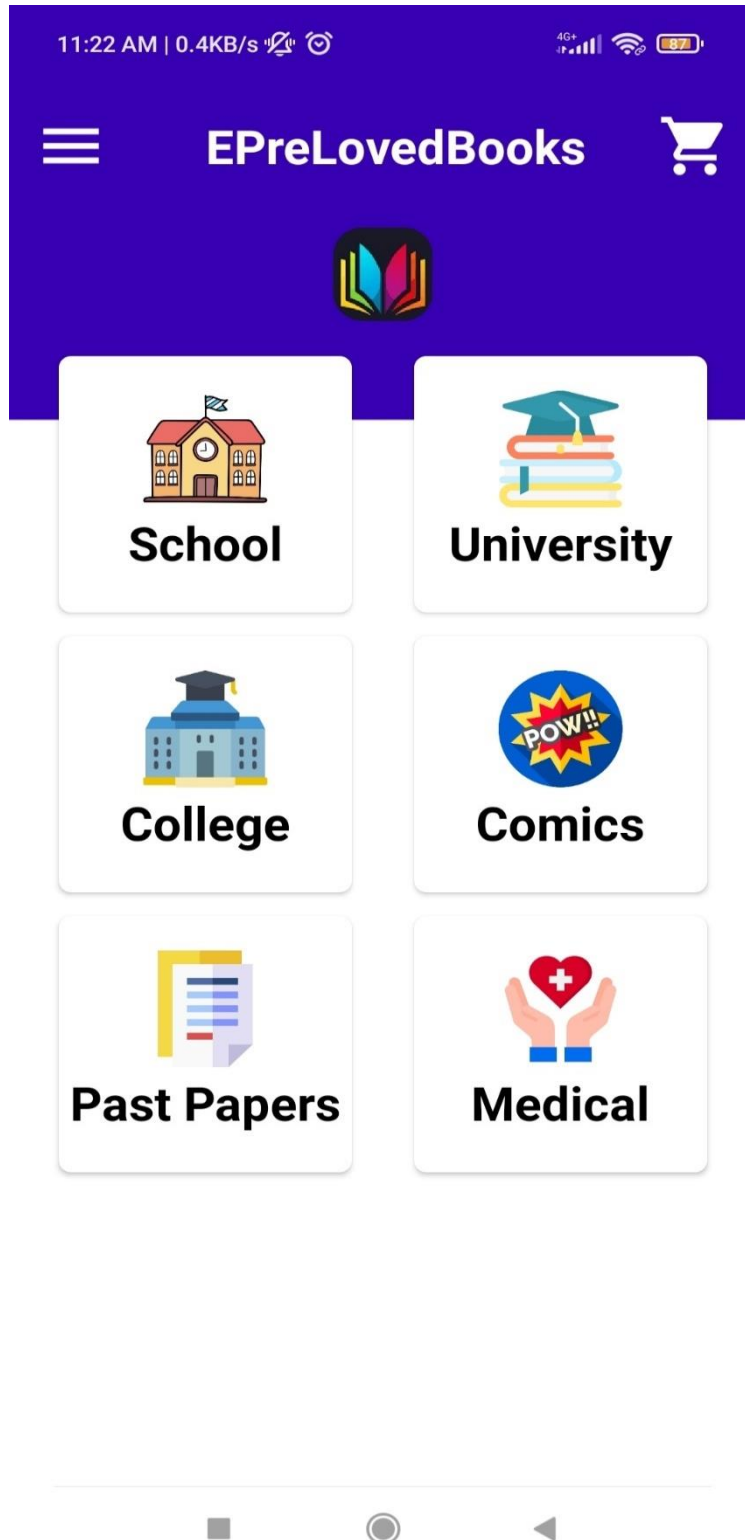 11:22 AM | 0.4KB/s
4G+
87
EPreLovedBooks
School
University
POW!!
College
Comics
Past Papers
Medical